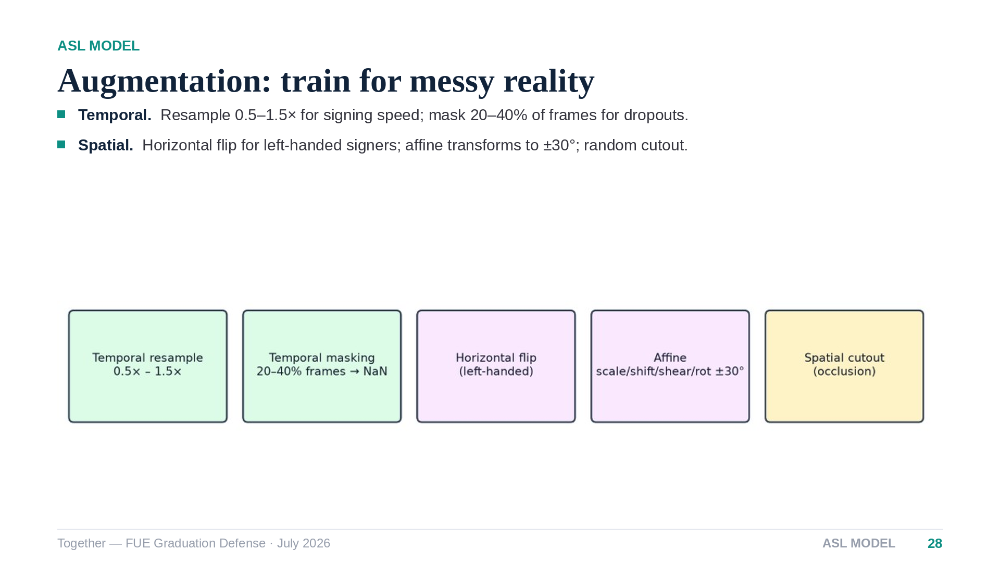 ASL MODEL
Augmentation: train for messy reality
Temporal. Resample 0.5–1.5× for signing speed; mask 20–40% of frames for dropouts.
Spatial. Horizontal flip for left-handed signers; affine transforms to ±30°; random cutout.
Temporal resample
0.5× – 1.5×
Temporal masking
20–40% frames → NaN
Horizontal flip
(left-handed)
Affine
scale/shift/shear/rot ±30°
Spatial cutout
(occlusion)
Together — FUE Graduation Defense · July 2026
ASL MODEL
28